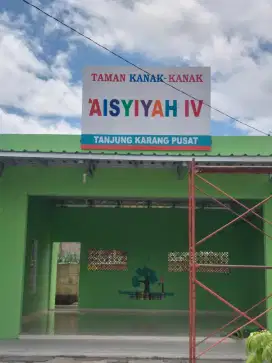 TAMAN KANAK-KANAK
'AISYIYAH IV
TANJUNG KARANG PUSAT